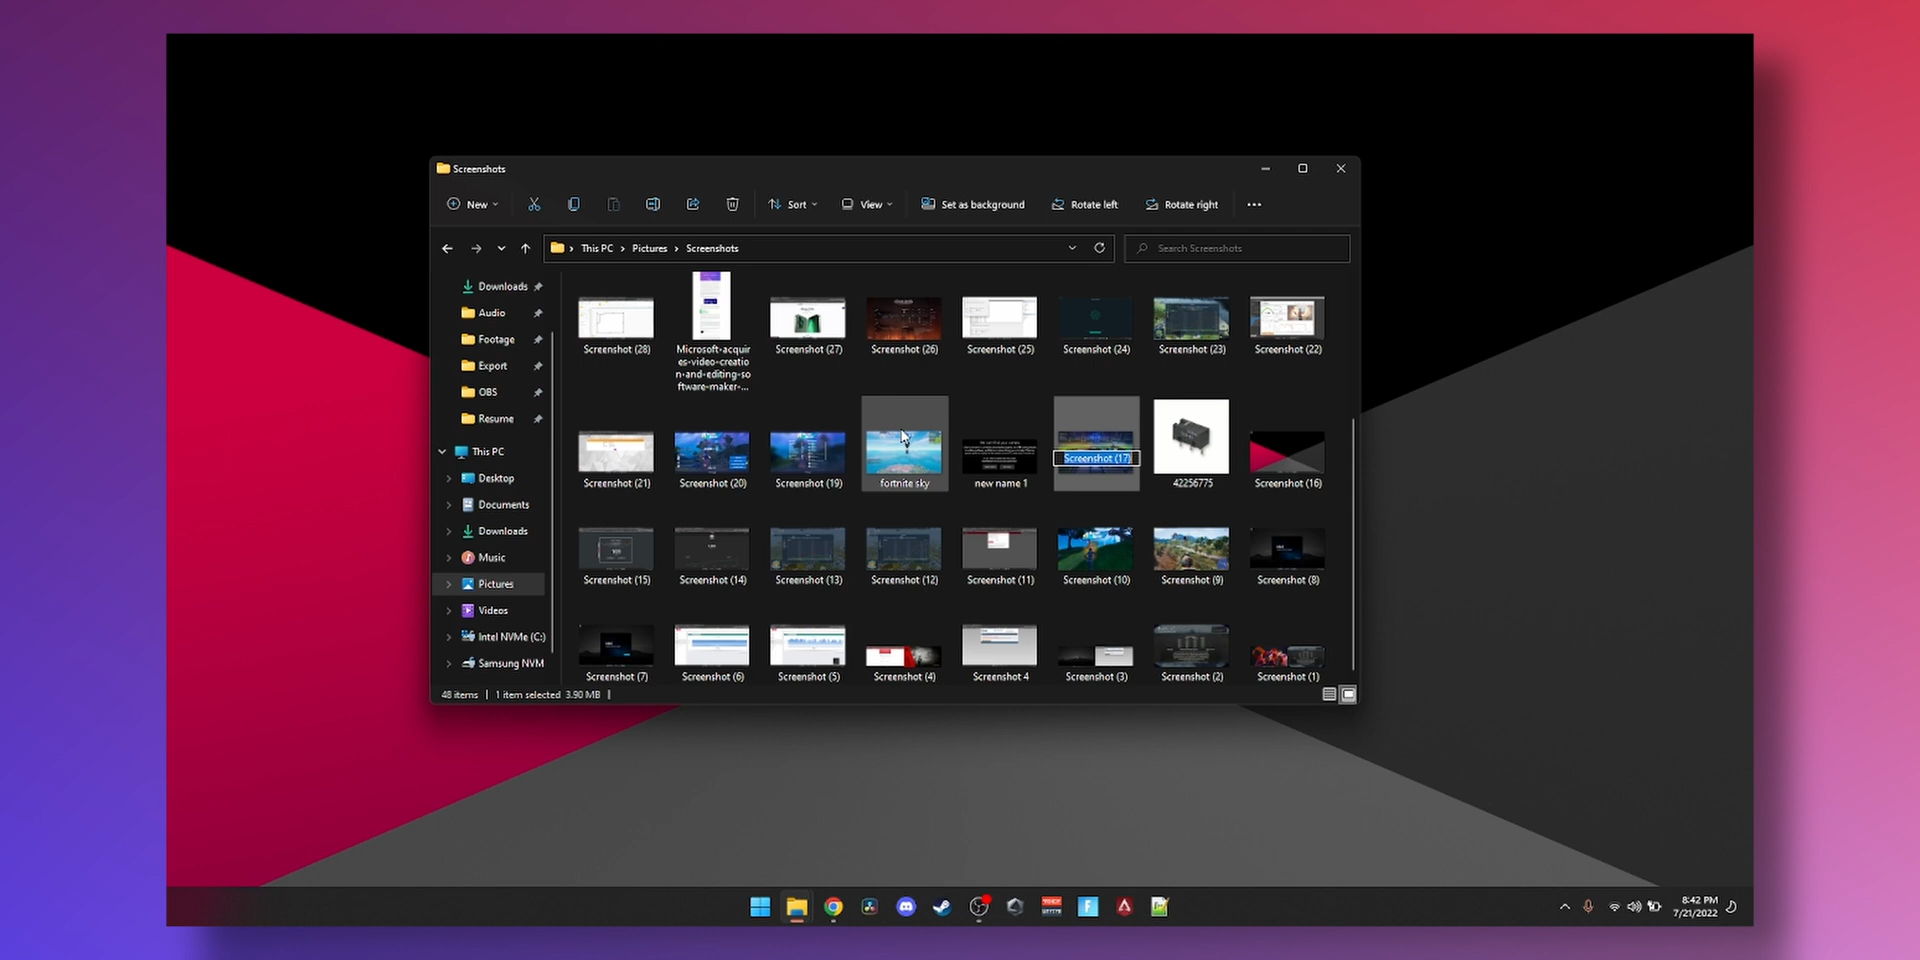 Screenshots
New
Sort
View
Set as background
Rotate left
Rotate right
This PC
Pictures
Screenshots
Search Screenshots
Downloads
Audio
Footage
Export
OBS
Resume
This PC
Desktop
Documents
Downloads
Music
Pictures
Videos
Intel NVMe (C:)
Samsung NVM
Screenshot (28)
Microsoft-acquir
es-video-creatio
n-and-editing-so
ftware-maker-...
Screenshot (27)
Screenshot (26)
Screenshot (25)
Screenshot (24)
Screenshot (23)
Screenshot (22)
Screenshot (21)
Screenshot (20)
Screenshot (19)
fortnite sky
new name 1
Screenshot (17)
42256775
Screenshot (16)
Screenshot (15)
Screenshot (14)
Screenshot (13)
Screenshot (12)
Screenshot (11)
Screenshot (10)
Screenshot (9)
Screenshot (8)
Screenshot (7)
Screenshot (6)
Screenshot (5)
Screenshot (4)
Screenshot 4
Screenshot (3)
Screenshot (2)
Screenshot (1)
48 items
1 item selected 3.90 MB
8:42 PM
7/21/2022